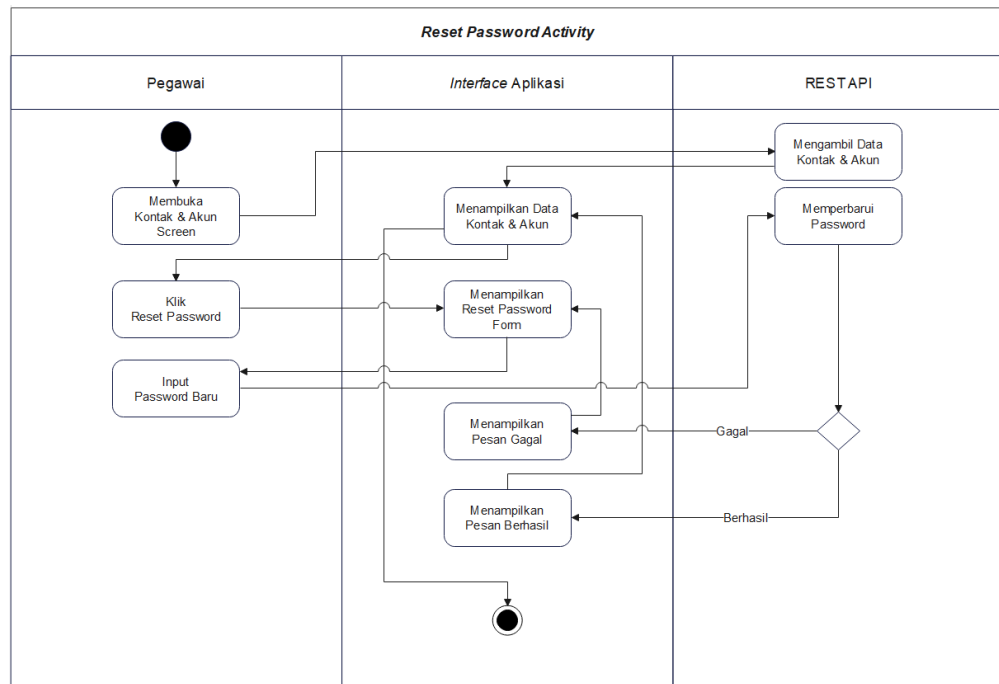 Reset Password Activity
Pegawai
Interface Aplikasi
REST API
Mengambil Data
Kontak & Akun
Membuka
Kontak & Akun
Screen
Menampilkan Data
Kontak & Akun
Memperbarui
Password
Klik
Reset Password
Menampilkan
Reset Password
Form
Input
Password Baru
Menampilkan
Pesan Gagal
Gagal
Menampilkan
Pesan Berhasil
Berhasil